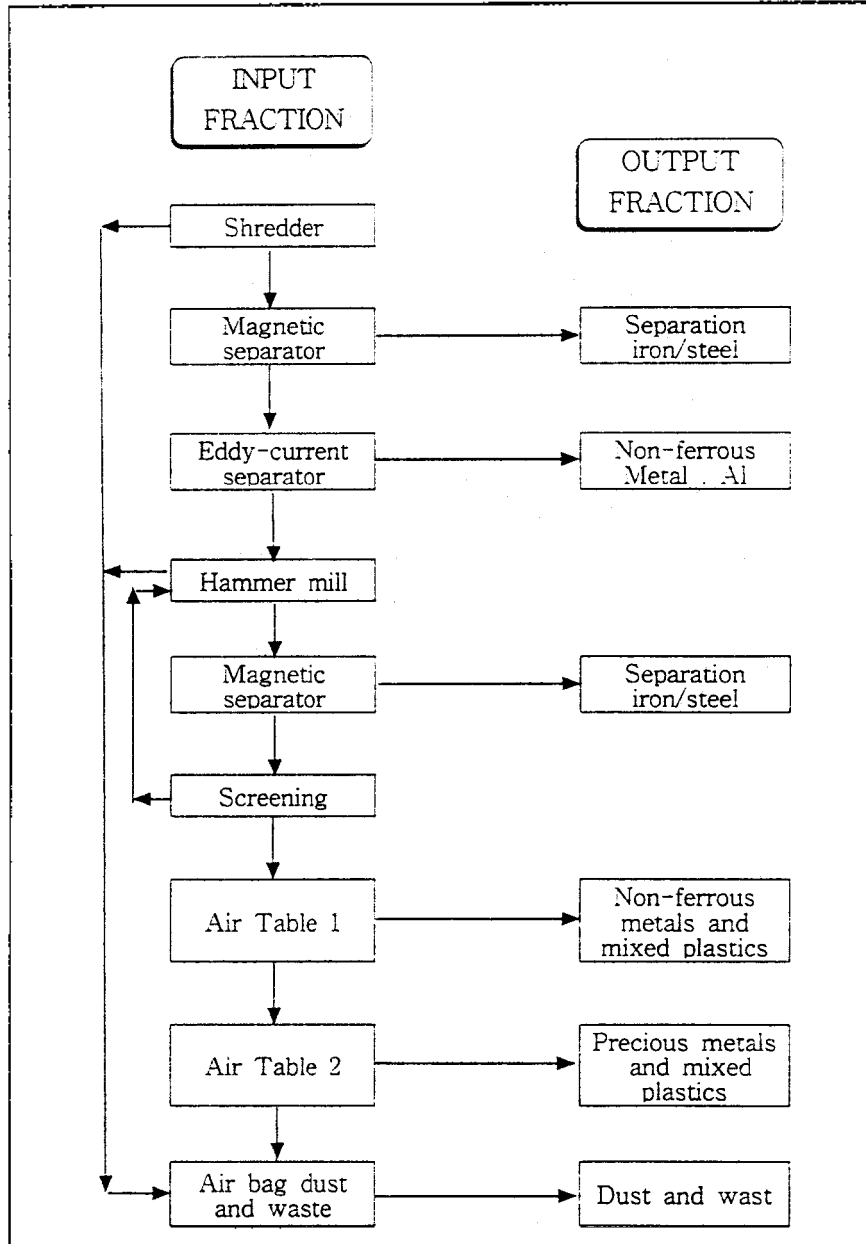 INPUT
FRACTION
OUTPUT
FRACTION
Shredder
Magnetic
separator
Separation
iron/steel
Eddy-current
separator
Non-ferrous
Metal . Al
Hammer mill
Magnetic
separator
Separation
iron/steel
Screening
Air Table 1
Non-ferrous
metals and
mixed plastics
Air Table 2
Precious metals
and mixed
plastics
Air bag dust
and waste
Dust and wast